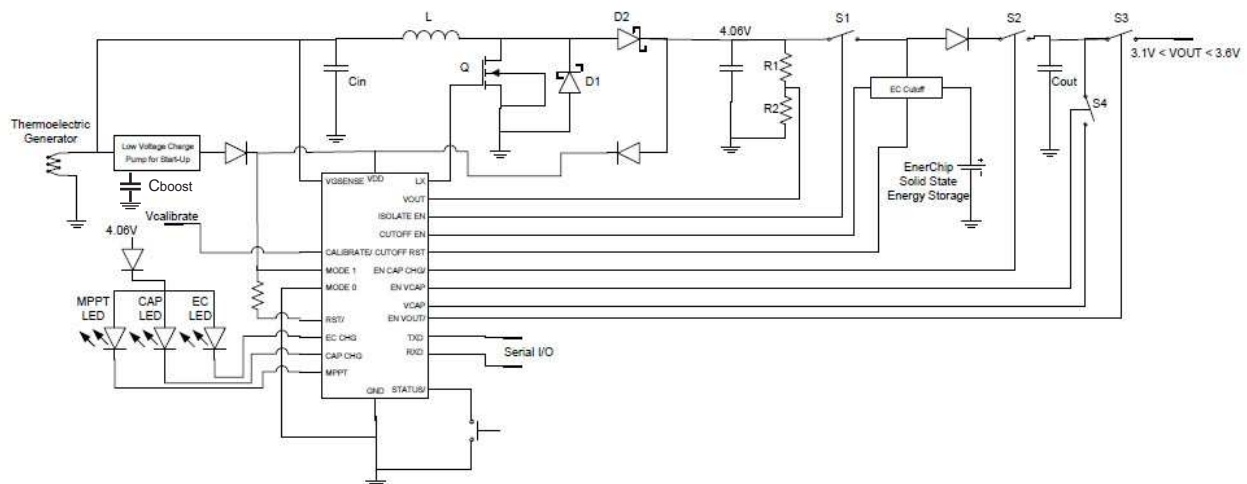 L
D2
S1
S2
S3
4.06V
3.1V < VOUT < 3.6V
Cin
Q
D1
R1
R2
EC Cutoff
Cout
S4
Thermoelectric
Generator
Low Voltage Charge
Pump for Start-Up
Cboost
EnerChip
Solid State
Energy Storage
Vcalibrate
4.06V
MPPT
LED
CAP
LED
EC
LED
VGSENSE
VDD
LX
VOUT
ISOLATE EN
CUTOFF EN
CALIBRATE/
CUTOFF RST
MODE 1
EN CAP CHG/
MODE 0
EN VCAP
VCAP
RST/
EN VOUT/
EC CHG
TXD
CAP CHG
RXD
MPPT
GND
STATUS/
Serial I/O